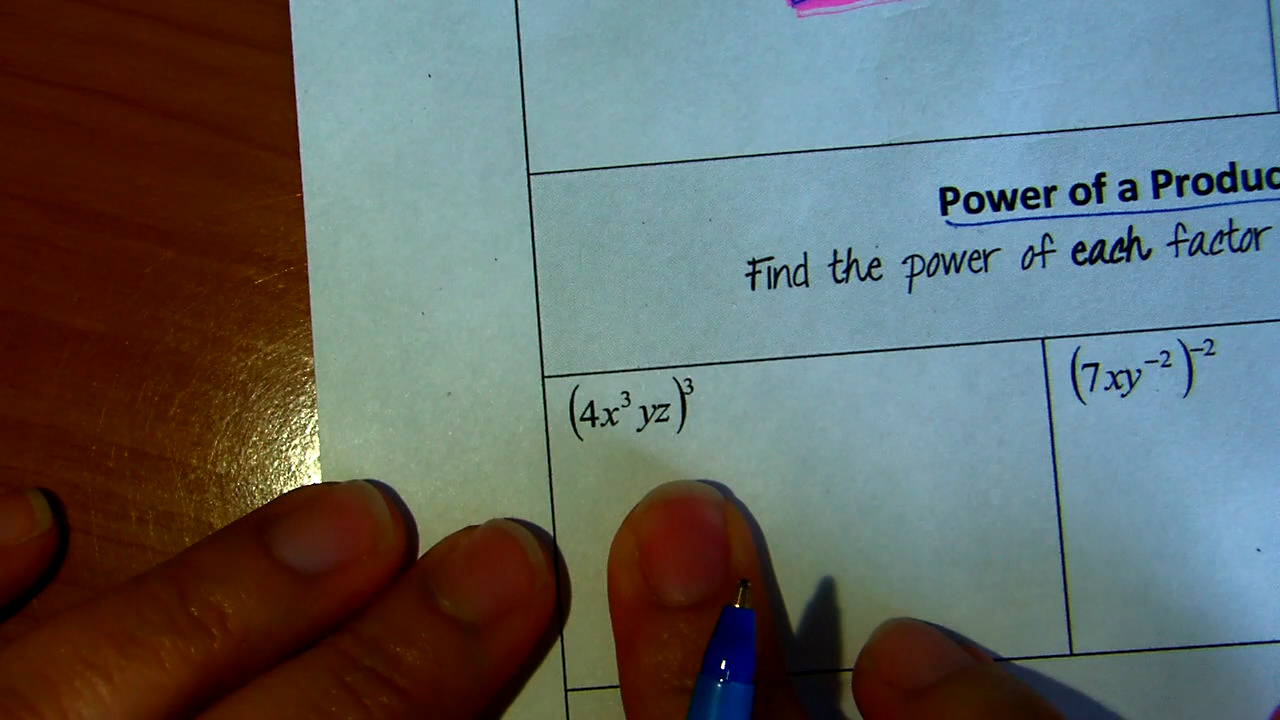 Power of a Produc
Find the power of each factor
(4x³yz)³
(7xy⁻²)⁻²